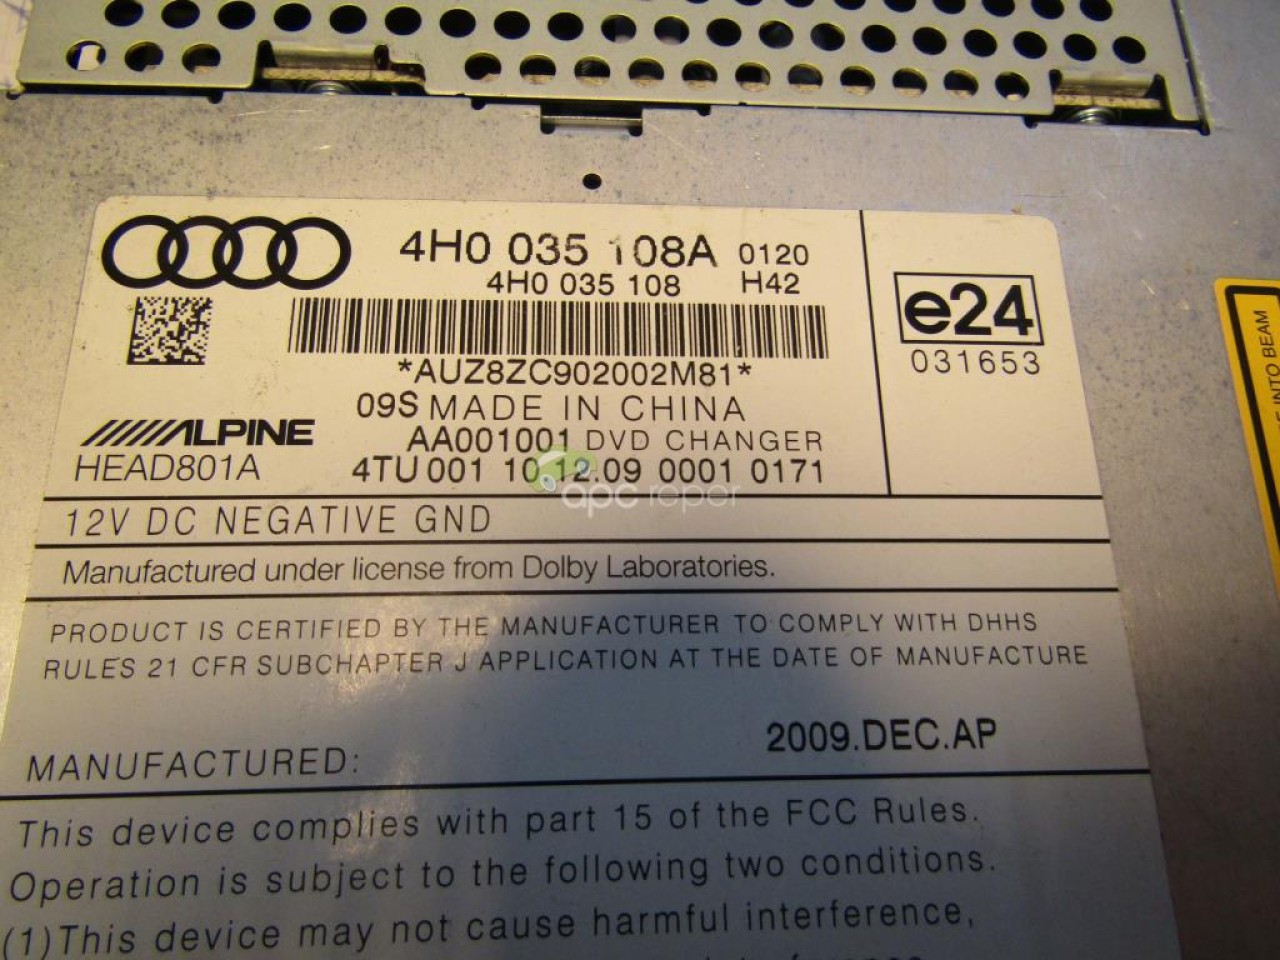 4H0 035 108A 0120
4H0 035 108 H42
*AUZ8ZC902002M81*
09S MADE IN CHINA
ALPINE AA001001 DVD CHANGER
HEAD801A 4TU 001 10.12.09 0001 0171
e24
031653
apc reper
12V DC NEGATIVE GND
Manufactured under license from Dolby Laboratories.
PRODUCT IS CERTIFIED BY THE MANUFACTURER TO COMPLY WITH DHHS
RULES 21 CFR SUBCHAPTER J APPLICATION AT THE DATE OF MANUFACTURE
2009.DEC.AP
MANUFACTURED:
This device complies with part 15 of the FCC Rules.
Operation is subject to the following two conditions.
(1)This device may not cause harmful interference,
INTO BEAM